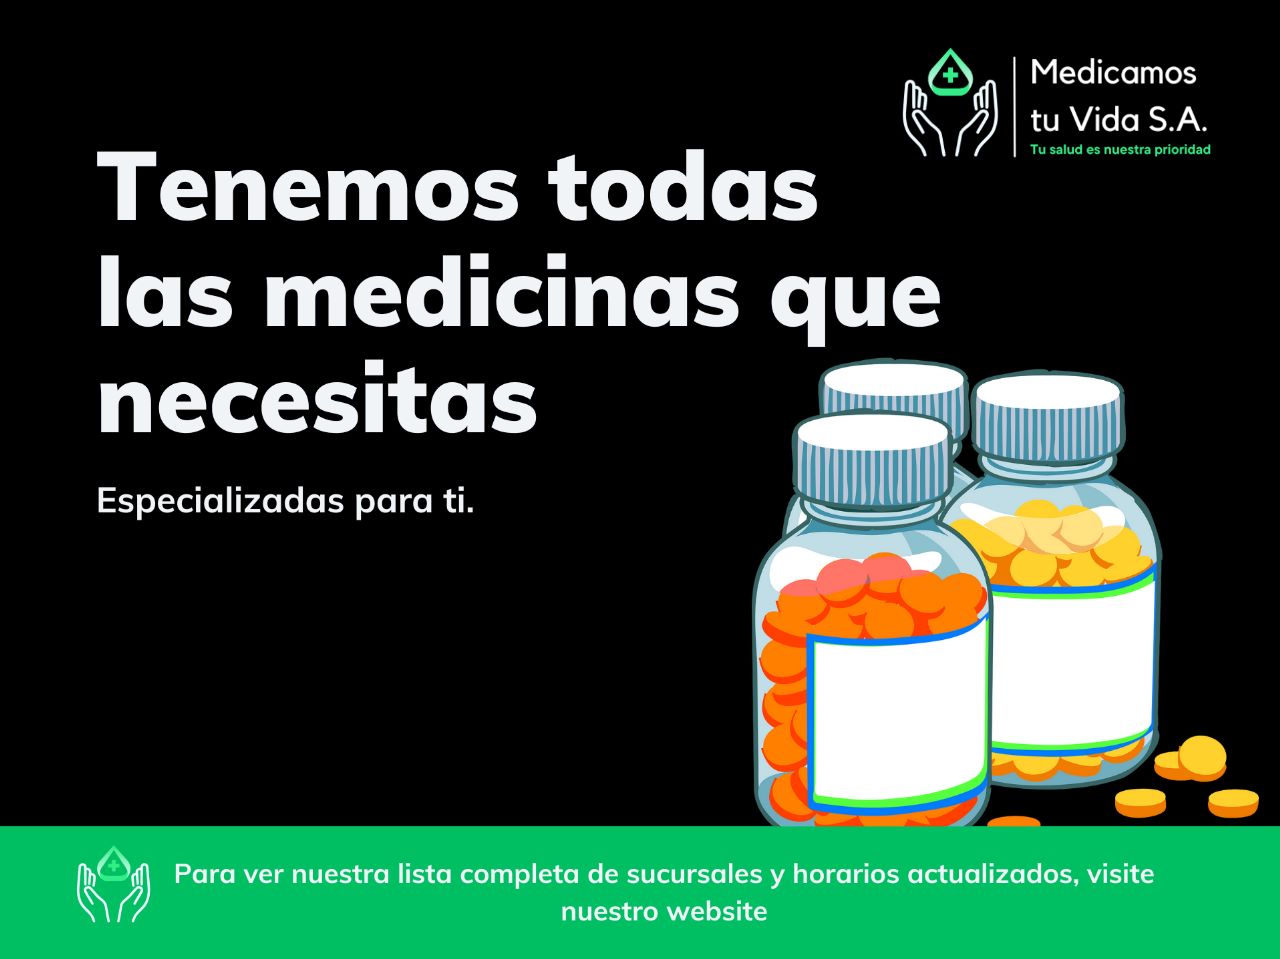 Medicamos
tu Vida S.A.
Tu salud es nuestra prioridad
Tenemos todas
las medicinas que
necesitas
Especializadas para ti.
Para ver nuestra lista completa de sucursales y horarios actualizados, visite
nuestro website